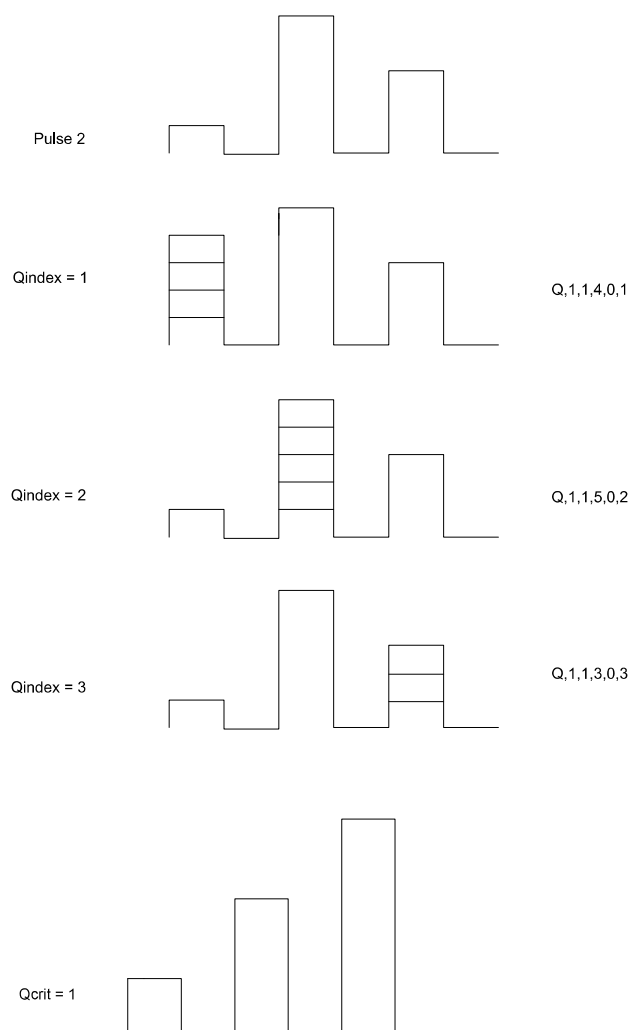 Pulse 2
Qindex = 1
Q,1,1,4,0,1
Qindex = 2
Q,1,1,5,0,2
Qindex = 3
Q,1,1,3,0,3
Qcrit = 1